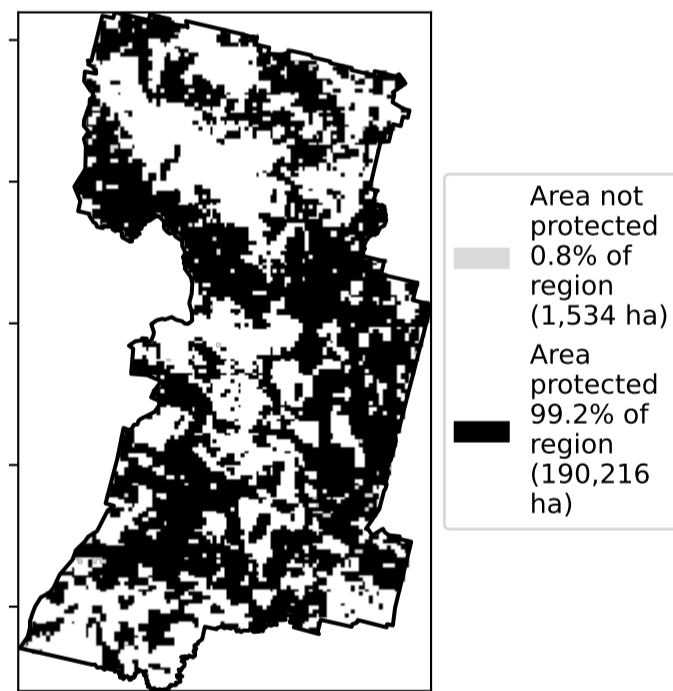 Area not
protected
0.8% of
region
(1,534 ha)
Area
protected
99.2% of
region
(190,216
ha)